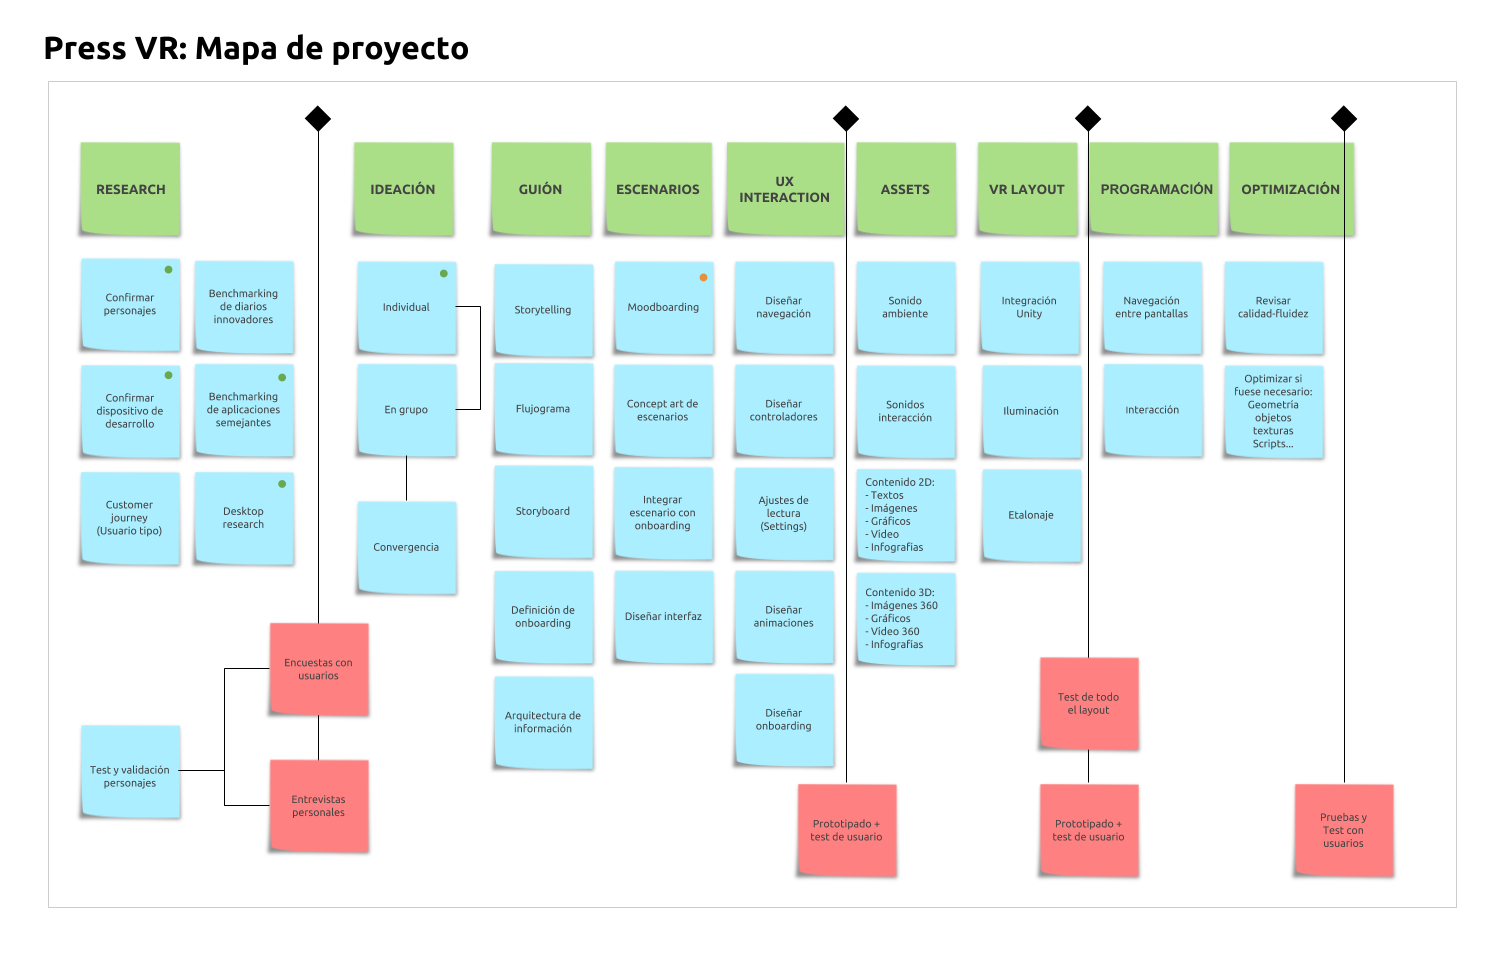 Press VR: Mapa de proyecto
RESEARCH
IDEACIÓN
GUIÓN
ESCENARIOS
UX
INTERACTION
ASSETS
VR LAYOUT
PROGRAMACIÓN
OPTIMIZACIÓN
Confirmar
personajes
Benchmarking
de diarios
innovadores
Confirmar
dispositivo de
desarrollo
Benchmarking
de aplicaciones
semejantes
Customer
journey
(Usuario tipo)
Desktop
research
Test y validación
personajes
Encuestas con
usuarios
Entrevistas
personales
Individual
En grupo
Convergencia
Storytelling
Flujograma
Storyboard
Definición de
onboarding
Arquitectura de
información
Moodboarding
Concept art de
escenarios
Integrar
escenario con
onboarding
Diseñar interfaz
Diseñar
navegación
Diseñar
controladores
Ajustes de
lectura
(Settings)
Diseñar
animaciones
Diseñar
onboarding
Prototipado +
test de usuario
Sonido
ambiente
Sonidos
interacción
Contenido 2D:
- Textos
- Imágenes
- Gráficos
- Vídeo
- Infografías
Contenido 3D:
- Imágenes 360
- Gráficos
- Vídeo 360
- Infografías
Integración
Unity
Iluminación
Etalonaje
Test de todo
el layout
Prototipado +
test de usuario
Navegación
entre pantallas
Interacción
Revisar
calidad-fluidez
Optimizar si
fuese necesario:
Geometría
objetos
texturas
Scripts...
Pruebas y
Test con
usuarios